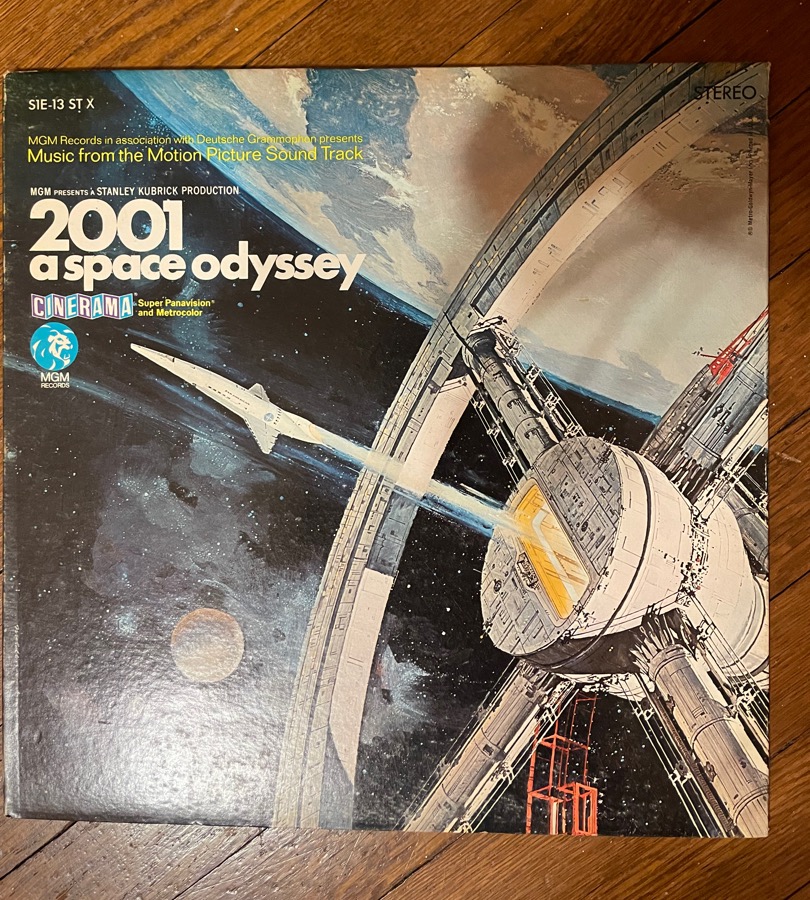 S1E-13 ST X
STEREO
MGM Records in association with Deutsche Grammophon presents
Music from the Motion Picture Sound Track
MGM PRESENTS A STANLEY KUBRICK PRODUCTION
2001
a space odyssey
CINERAMA® Super Panavision®
and Metrocolor
MGM
RECORDS